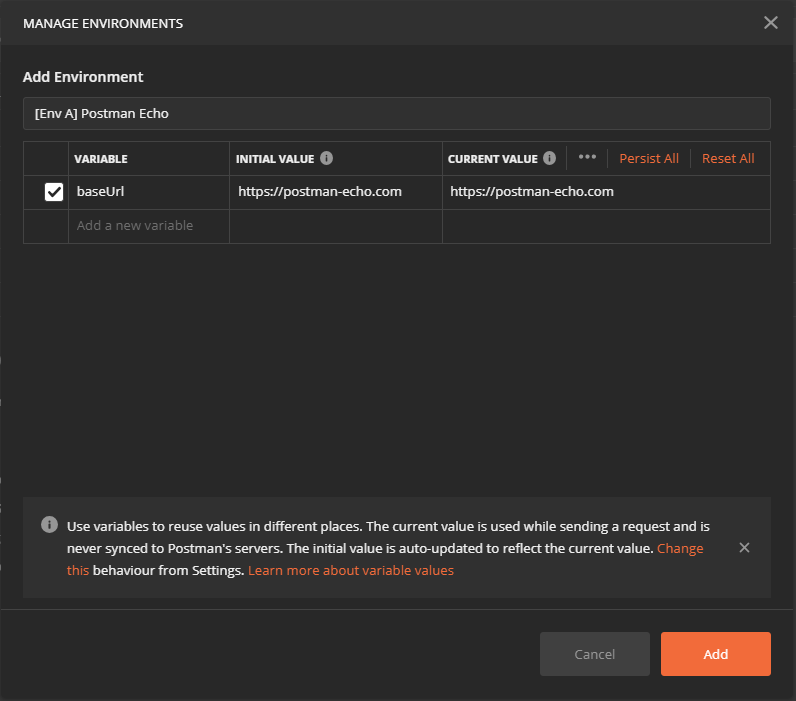 MANAGE ENVIRONMENTS
Add Environment
[Env A] Postman Echo
VARIABLE INITIAL VALUE CURRENT VALUE ••• Persist All Reset All
baseUrl https://postman-echo.com https://postman-echo.com
Add a new variable
Use variables to reuse values in different places. The current value is used while sending a request and is
never synced to Postman's servers. The initial value is auto-updated to reflect the current value. Change
this behaviour from Settings. Learn more about variable values
Cancel Add